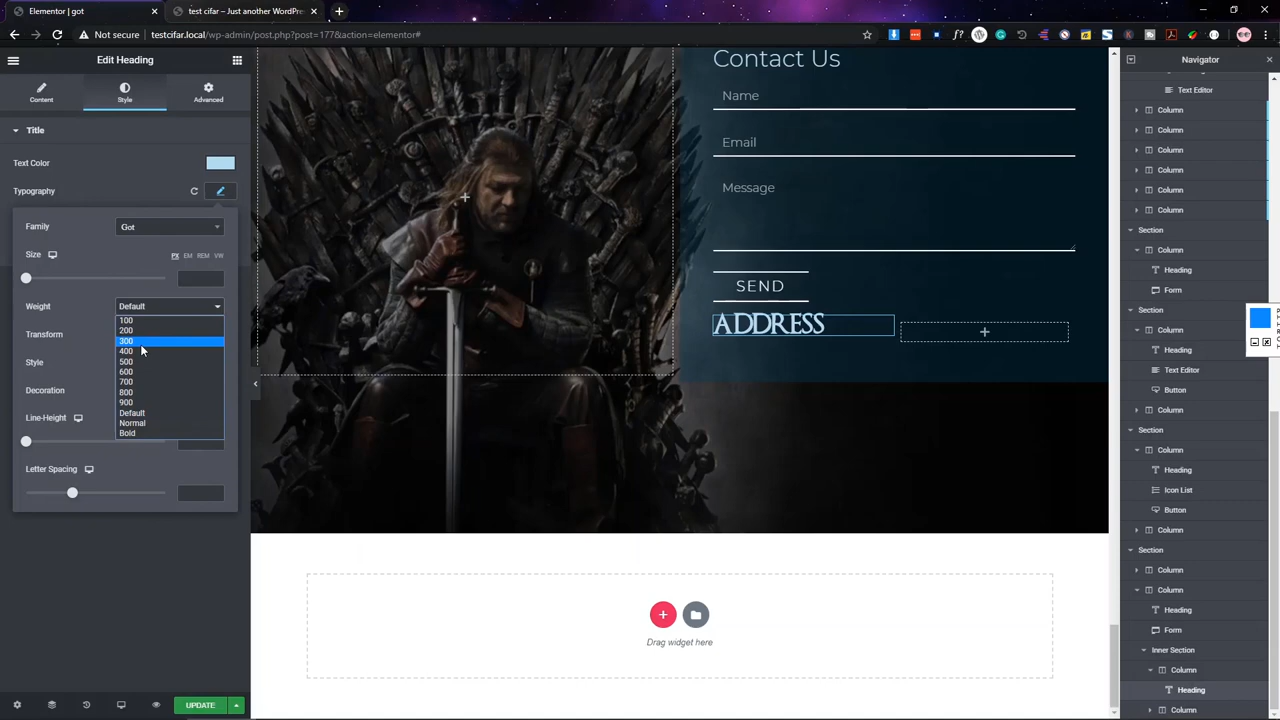 Elementor | got
test cifar – Just another WordPr
Not secure
testcifar.local/wp-admin/post.php?post=177&action=elementor#
Edit Heading
Content
Style
Advanced
Title
Text Color
Typography
Family
Got
Size
PX EM REM VW
Weight
Default
100
200
300
400
500
600
700
800
900
Default
Normal
Bold
Transform
Style
Decoration
Line-Height
Letter Spacing
UPDATE
Contact Us
Name
Email
Message
SEND
ADDRESS
Drag widget here
Navigator
Text Editor
Column
Column
Column
Column
Column
Column
Section
Column
Heading
Form
Section
Column
Heading
Text Editor
Button
Column
Section
Column
Heading
Icon List
Button
Column
Section
Column
Column
Heading
Form
Inner Section
Column
Heading
Column